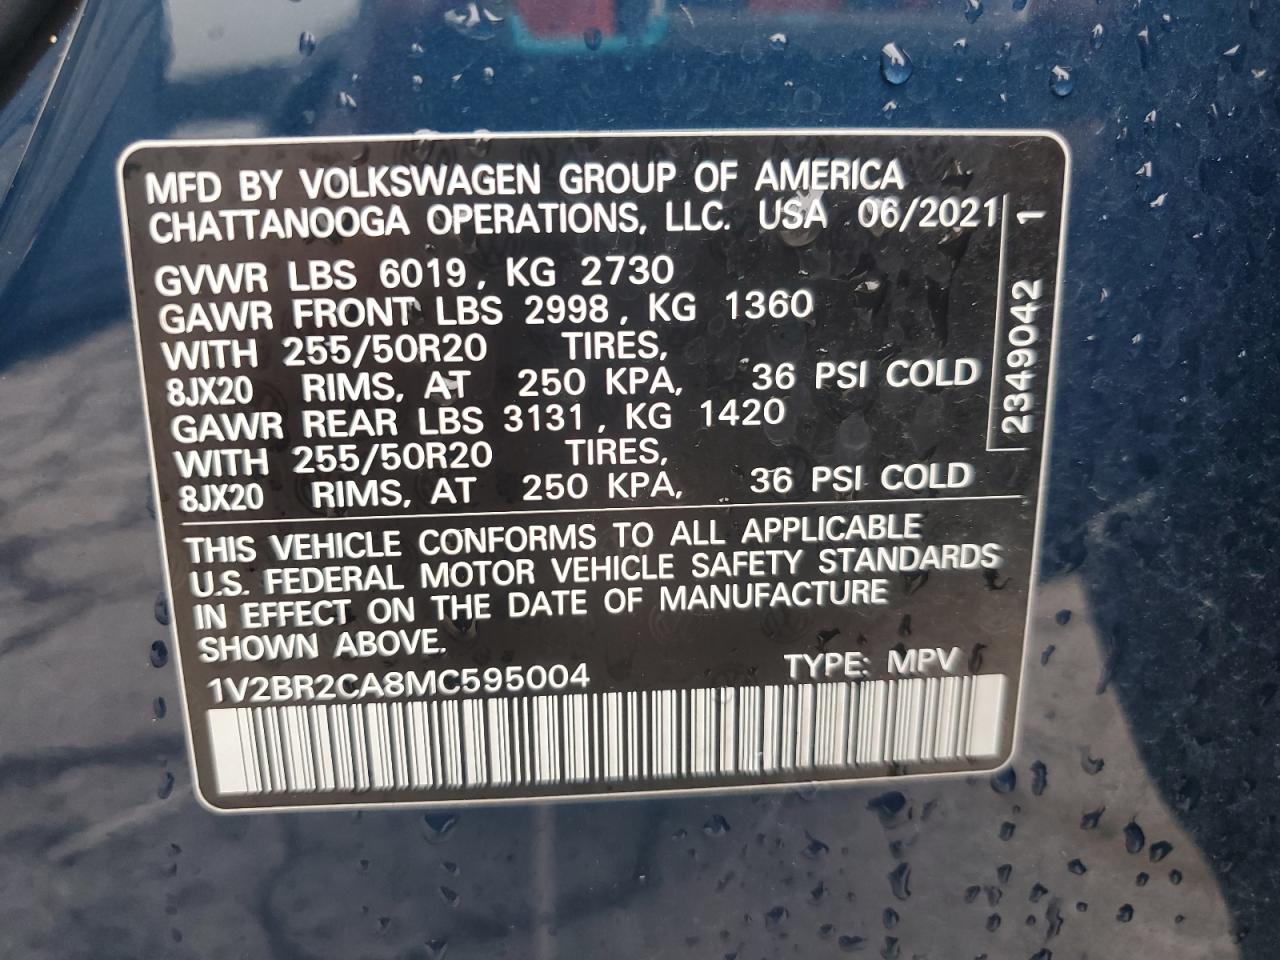 MFD BY VOLKSWAGEN GROUP OF AMERICA
CHATTANOOGA OPERATIONS, LLC. USA 06/2021
GVWR LBS 6019, KG 2730
GAWR FRONT LBS 2998, KG 1360
WITH 255/50R20 TIRES,
8JX20 RIMS, AT 250 KPA, 36 PSI COLD
GAWR REAR LBS 3131, KG 1420
WITH 255/50R20 TIRES,
8JX20 RIMS, AT 250 KPA, 36 PSI COLD
2349042 1
THIS VEHICLE CONFORMS TO ALL APPLICABLE
U.S. FEDERAL MOTOR VEHICLE SAFETY STANDARDS
IN EFFECT ON THE DATE OF MANUFACTURE
SHOWN ABOVE.
1V2BR2CA8MC595004 TYPE: MPV